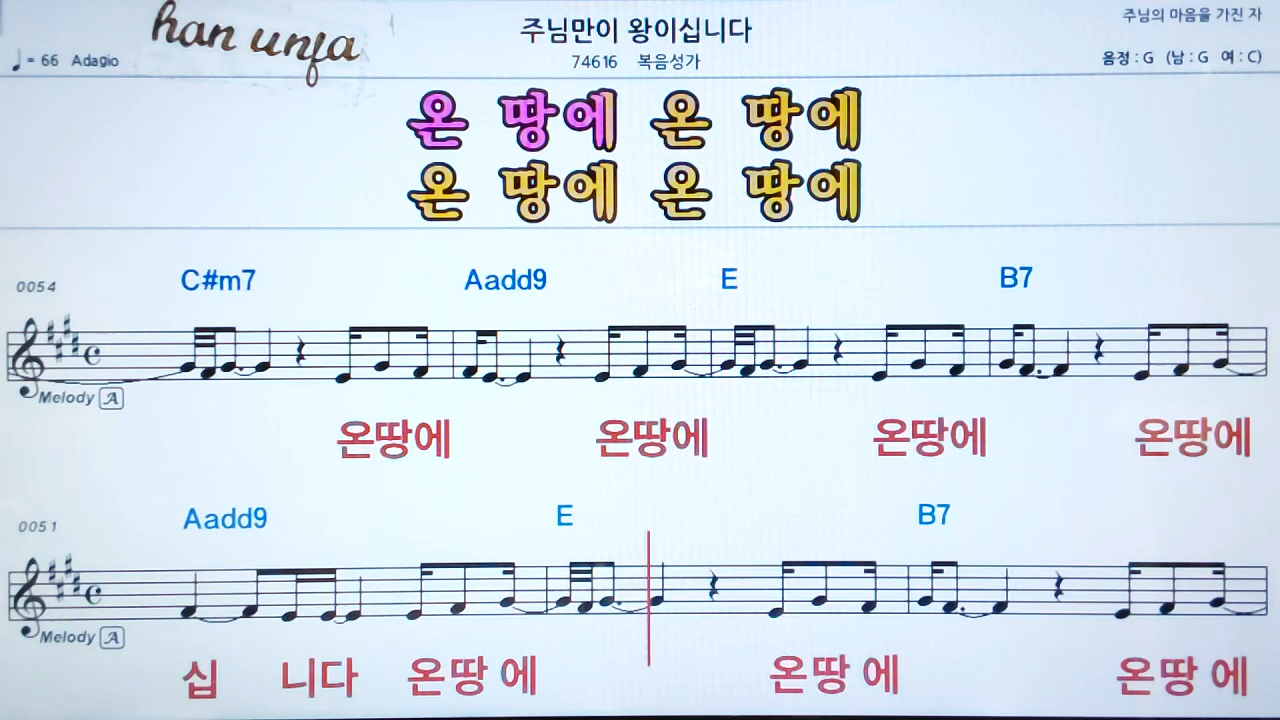 han unfa
주님만이 왕이십니다
주님의 마음을 가진 자
♩= 66 Adagio
74616 복음성가
음정 : G (남 : G 여 : C)
온 땅에 온 땅에
온 땅에 온 땅에
0054 C#m7 Aadd9 E B7
Melody A
온땅에 온땅에 온땅에 온땅에
0051 Aadd9 E B7
Melody A
십 니다 온땅 에 온땅 에 온땅 에